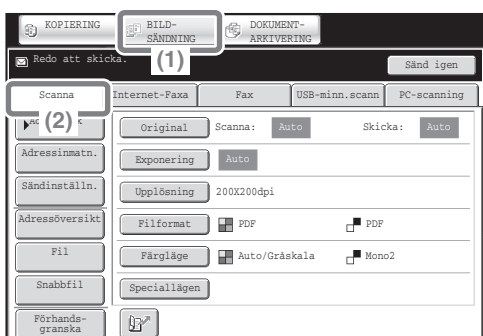 KOPIERING
BILD-
SÄNDNING
DOKUMENT-
ARKIVERING
Redo att skicka.
(1)
Sänd igen
Scanna
Internet-Faxa
Fax
USB-minn.scann
PC-scanning
(2)
Original
Scanna: Auto
Skicka: Auto
Adressinmatn.
Exponering
Auto
Sändinställn.
Upplösning
200X200dpi
Adressöversikt
Filformat
PDF
PDF
Fil
Färgläge
Auto/Gråskala
Mono2
Snabbfil
Speciallägen
Förhands-
granska